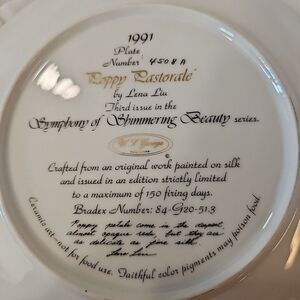 1991
Plate
Number 4508 A
'Poppy Pastorale'
by Lena Liu
Third issue in the
Symphony of Shimmering Beauty series.
W S George
Crafted from an original work painted on silk
and issued in an edition strictly limited
to a maximum of 150 firing days.
Bradex Number: 84-G20-51.3
"Poppy petals come in the deepest,
almost opaque reds, but they are
as delicate as fine silk.
Lena Liu
Ceramic art-not for food use. Faithful color pigments may poison food.